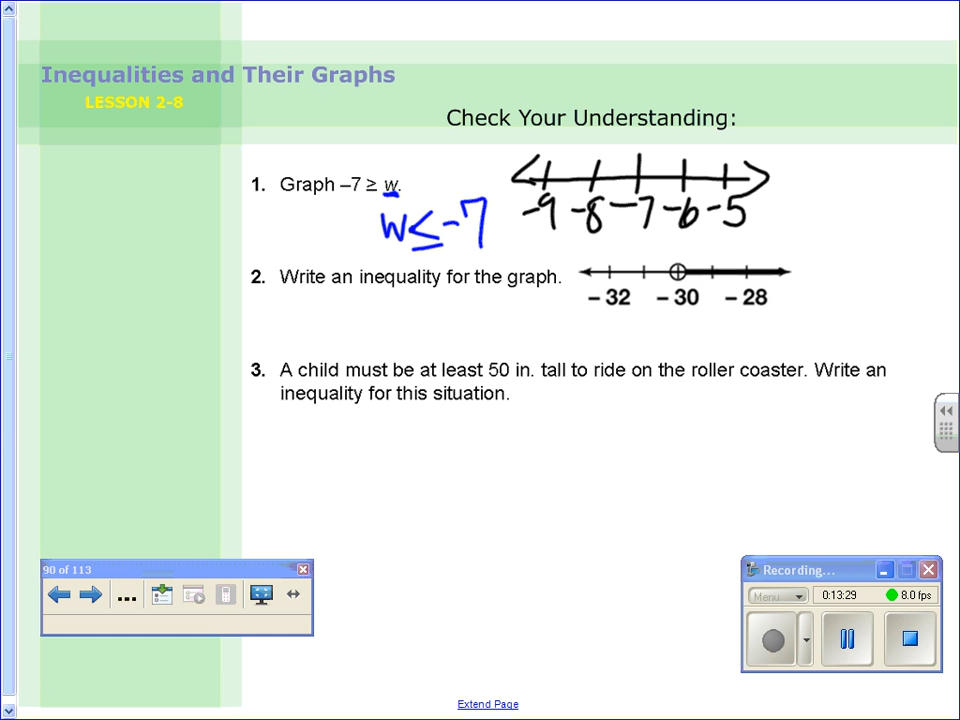 Inequalities and Their Graphs
LESSON 2-8
Check Your Understanding:
1. Graph –7 ≥ w.
-9 -8 -7 -6 -5
w ≤ -7
2. Write an inequality for the graph.
– 32 – 30 – 28
3. A child must be at least 50 in. tall to ride on the roller coaster. Write an
inequality for this situation.
90 of 113
Recording...
Menu 0:13:29 8.0 fps
Extend Page